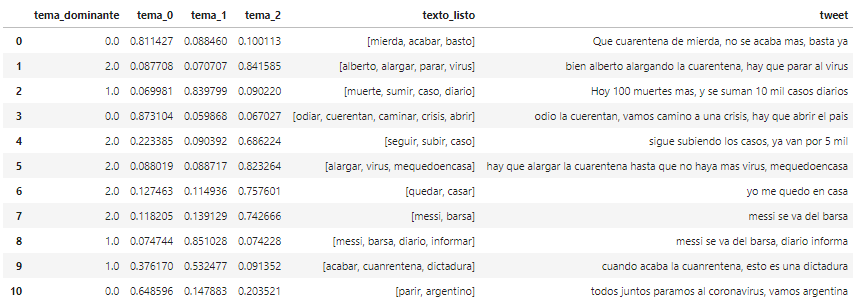 tema_dominante tema_0 tema_1 tema_2 texto_listo tweet
0 0.0 0.811427 0.088460 0.100113 [mierda, acabar, basto] Que cuarentena de mierda, no se acaba mas, basta ya
1 2.0 0.087708 0.070707 0.841585 [alberto, alargar, parar, virus] bien alberto alargando la cuarentena, hay que parar al virus
2 1.0 0.069981 0.839799 0.090220 [muerte, sumir, caso, diario] Hoy 100 muertes mas, y se suman 10 mil casos diarios
3 0.0 0.873104 0.059868 0.067027 [odiar, cuerentan, caminar, crisis, abrir] odio la cuerentan, vamos camino a una crisis, hay que abrir el pais
4 2.0 0.223385 0.090392 0.686224 [seguir, subir, caso] sigue subiendo los casos, ya van por 5 mil
5 2.0 0.088019 0.088717 0.823264 [alargar, virus, mequedoencasa] hay que alargar la cuarentena hasta que no haya mas virus, mequedoencasa
6 2.0 0.127463 0.114936 0.757601 [quedar, casar] yo me quedo en casa
7 2.0 0.118205 0.139129 0.742666 [messi, barsa] messi se va del barsa
8 1.0 0.074744 0.851028 0.074228 [messi, barsa, diario, informar] messi se va del barsa, diario informa
9 1.0 0.376170 0.532477 0.091352 [acabar, cuanrentena, dictadura] cuando acaba la cuanrentena, esto es una dictadura
10 0.0 0.648596 0.147883 0.203521 [parir, argentino] todos juntos paramos al coronavirus, vamos argentina